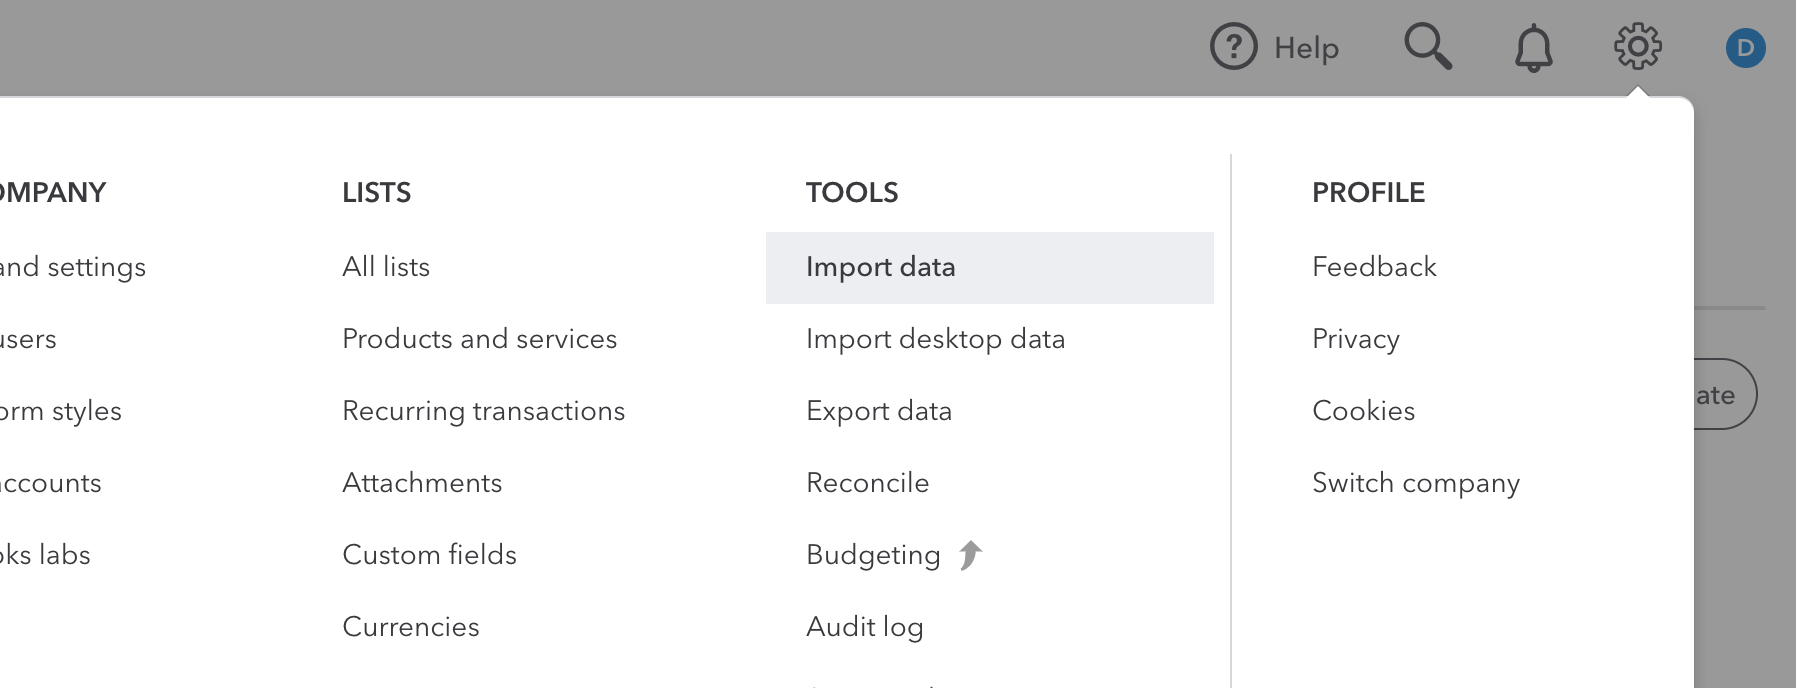 Help
D
OMPANY
and settings
users
orm styles
accounts
oks labs
LISTS
All lists
Products and services
Recurring transactions
Attachments
Custom fields
Currencies
TOOLS
Import data
Import desktop data
Export data
Reconcile
Budgeting
Audit log
PROFILE
Feedback
Privacy
Cookies
Switch company
ate